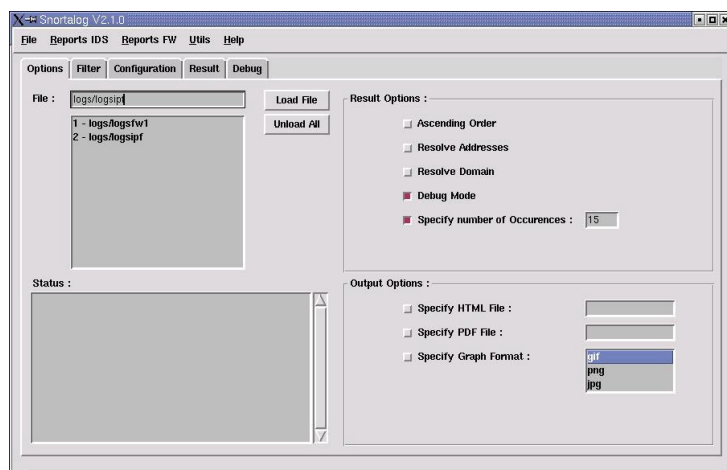 Snortalog V2.1.0
File Reports IDS Reports FW Utils Help
Options Filter Configuration Result Debug
File : logs/logsipf Load File
Unload All
1 - logs/logsfw1
2 - logs/logsipf
Result Options :
Ascending Order
Resolve Addresses
Resolve Domain
Debug Mode
Specify number of Occurences : 15
Status :
Output Options :
Specify HTML File :
Specify PDF File :
Specify Graph Format : gif
png
jpg